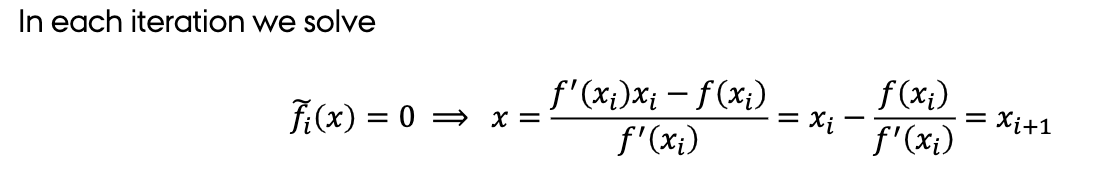 In each iteration we solve
f̃ᵢ(x) = 0 ⟹ x = (f′(xᵢ)xᵢ − f(xᵢ)) / f′(xᵢ) = xᵢ − f(xᵢ) / f′(xᵢ) = xᵢ₊₁